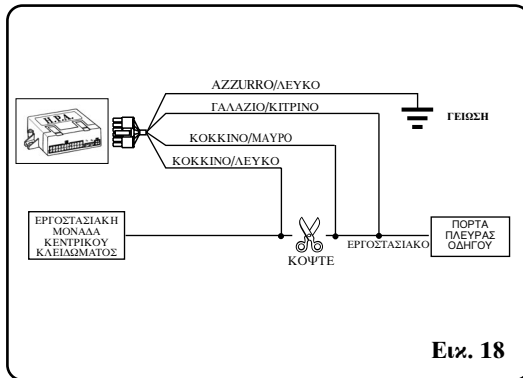 AZZURRO/ΛΕΥΚΟ
ΓΑΛΑΖΙΟ/ΚΙΤΡΙΝΟ
H.P.A.
ΓΕΙΩΣΗ
ΚΟΚΚΙΝΟ/ΜΑΥΡΟ
ΚΟΚΚΙΝΟ/ΛΕΥΚΟ
ΕΡΓΟΣΤΑΣΙΑΚΗ
ΜΟΝΑΔΑ
ΚΕΝΤΡΙΚΟΥ
ΚΛΕΙΔΩΜΑΤΟΣ
ΚΟΨΤΕ
ΕΡΓΟΣΤΑΣΙΑΚΟ
ΠΟΡΤΑ
ΠΛΕΥΡΑΣ
ΟΔΗΓΟΥ
Εικ. 18